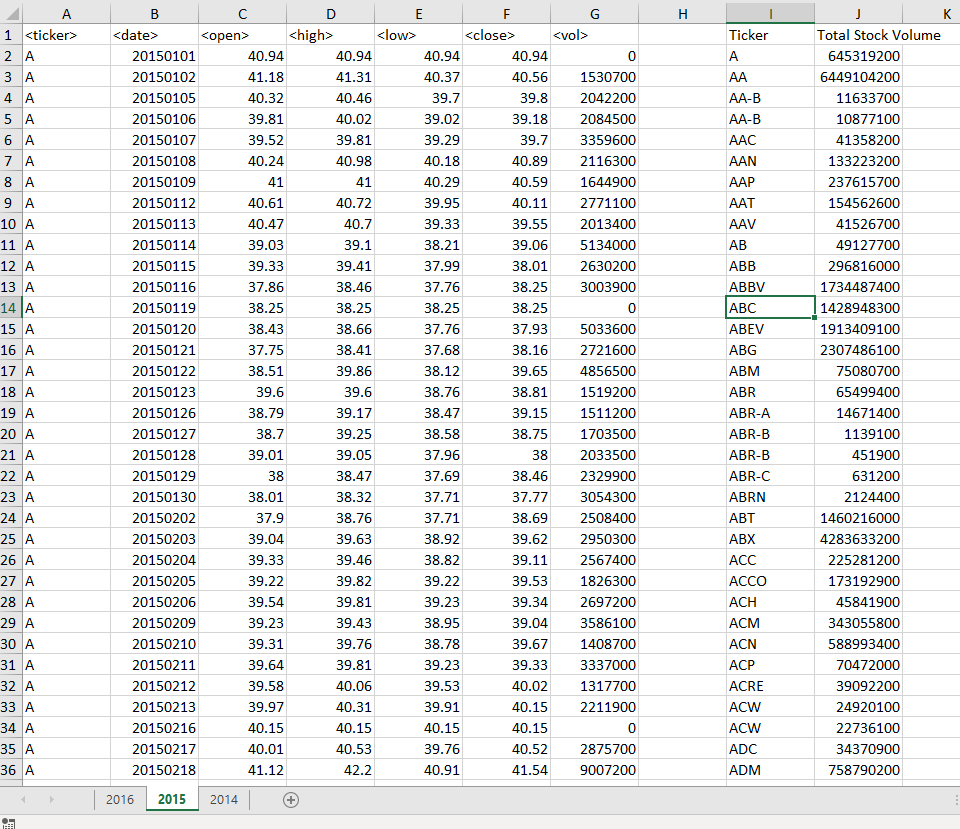 A B C D E F G H I J K
1 <ticker> <date> <open> <high> <low> <close> <vol> Ticker Total Stock Volume
2 A 20150101 40.94 40.94 40.94 40.94 0 A 645319200
3 A 20150102 41.18 41.31 40.37 40.56 1530700 AA 6449104200
4 A 20150105 40.32 40.46 39.7 39.8 2042200 AA-B 11633700
5 A 20150106 39.81 40.02 39.02 39.18 2084500 AA-B 10877100
6 A 20150107 39.52 39.81 39.29 39.7 3359600 AAC 41358200
7 A 20150108 40.24 40.98 40.18 40.89 2116300 AAN 133223200
8 A 20150109 41 41 40.29 40.59 1644900 AAP 237615700
9 A 20150112 40.61 40.72 39.95 40.11 2771100 AAT 154562600
10 A 20150113 40.47 40.7 39.33 39.55 2013400 AAV 41526700
11 A 20150114 39.03 39.1 38.21 39.06 5134000 AB 49127700
12 A 20150115 39.33 39.41 37.99 38.01 2630200 ABB 296816000
13 A 20150116 37.86 38.46 37.76 38.25 3003900 ABBV 1734487400
14 A 20150119 38.25 38.25 38.25 38.25 0 ABC 1428948300
15 A 20150120 38.43 38.66 37.76 37.93 5033600 ABEV 1913409100
16 A 20150121 37.75 38.41 37.68 38.16 2721600 ABG 2307486100
17 A 20150122 38.51 39.86 38.12 39.65 4856500 ABM 75080700
18 A 20150123 39.6 39.6 38.76 38.81 1519200 ABR 65499400
19 A 20150126 38.79 39.17 38.47 39.15 1511200 ABR-A 14671400
20 A 20150127 38.7 39.25 38.58 38.75 1703500 ABR-B 1139100
21 A 20150128 39.01 39.05 37.96 38 2033500 ABR-B 451900
22 A 20150129 38 38.47 37.69 38.46 2329900 ABR-C 631200
23 A 20150130 38.01 38.32 37.71 37.77 3054300 ABRN 2124400
24 A 20150202 37.9 38.76 37.71 38.69 2508400 ABT 1460216000
25 A 20150203 39.04 39.63 38.92 39.62 2950300 ABX 4283633200
26 A 20150204 39.33 39.46 38.82 39.11 2567400 ACC 225281200
27 A 20150205 39.22 39.82 39.22 39.53 1826300 ACCO 173192900
28 A 20150206 39.54 39.81 39.23 39.34 2697200 ACH 45841900
29 A 20150209 39.23 39.43 38.95 39.04 3586100 ACM 343055800
30 A 20150210 39.31 39.76 38.78 39.67 1408700 ACN 588993400
31 A 20150211 39.64 39.81 39.23 39.33 3337000 ACP 70472000
32 A 20150212 39.58 40.06 39.53 40.02 1317700 ACRE 39092200
33 A 20150213 39.97 40.31 39.91 40.15 2211900 ACW 24920100
34 A 20150216 40.15 40.15 40.15 40.15 0 ACW 22736100
35 A 20150217 40.01 40.53 39.76 40.52 2875700 ADC 34370900
36 A 20150218 41.12 42.2 40.91 41.54 9007200 ADM 758790200
2016 2015 2014